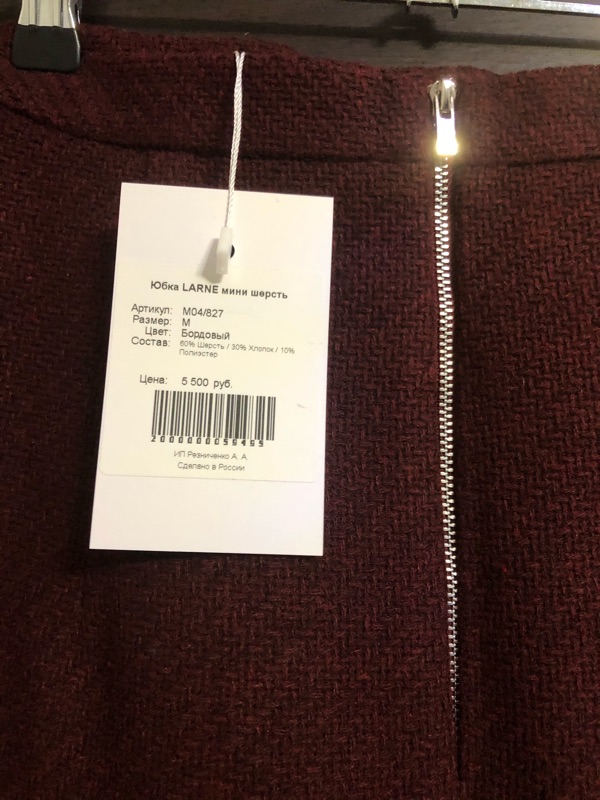 Юбка LARNE мини шерсть
Артикул: M04/827
Размер: M
Цвет: Бордовый
Состав: 60% Шерсть / 30% Хлопок / 10%
Полиэстер
Цена: 5 500 руб.
2000000055455
ИП Резниченко А. А.
Сделано в России